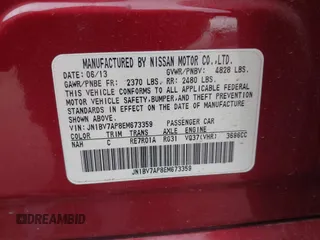 MANUFACTURED BY NISSAN MOTOR CO.,LTD.
DATE: 06/13 GVWR/PNBV: 4828 LBS.
GAWR/PNBE FR: 2370 LBS. RR: 2480 LBS.
THIS VEHICLE CONFORMS TO ALL APPLICABLE
FEDERAL MOTOR VEHICLE SAFETY, BUMPER, AND THEFT
PREVENTION STANDARDS IN EFFECT ON THE DATE OF MANUFACTURE
SHOWN ABOVE.
VIN: JN1BV7AP8EM673359 PASSENGER CAR
COLOR TRIM TRANS AXLE ENGINE
NAH C RE7R01A R031 VQ37(VHR) 3696CC
JN1BV7AP8EM673359
DREAMBID